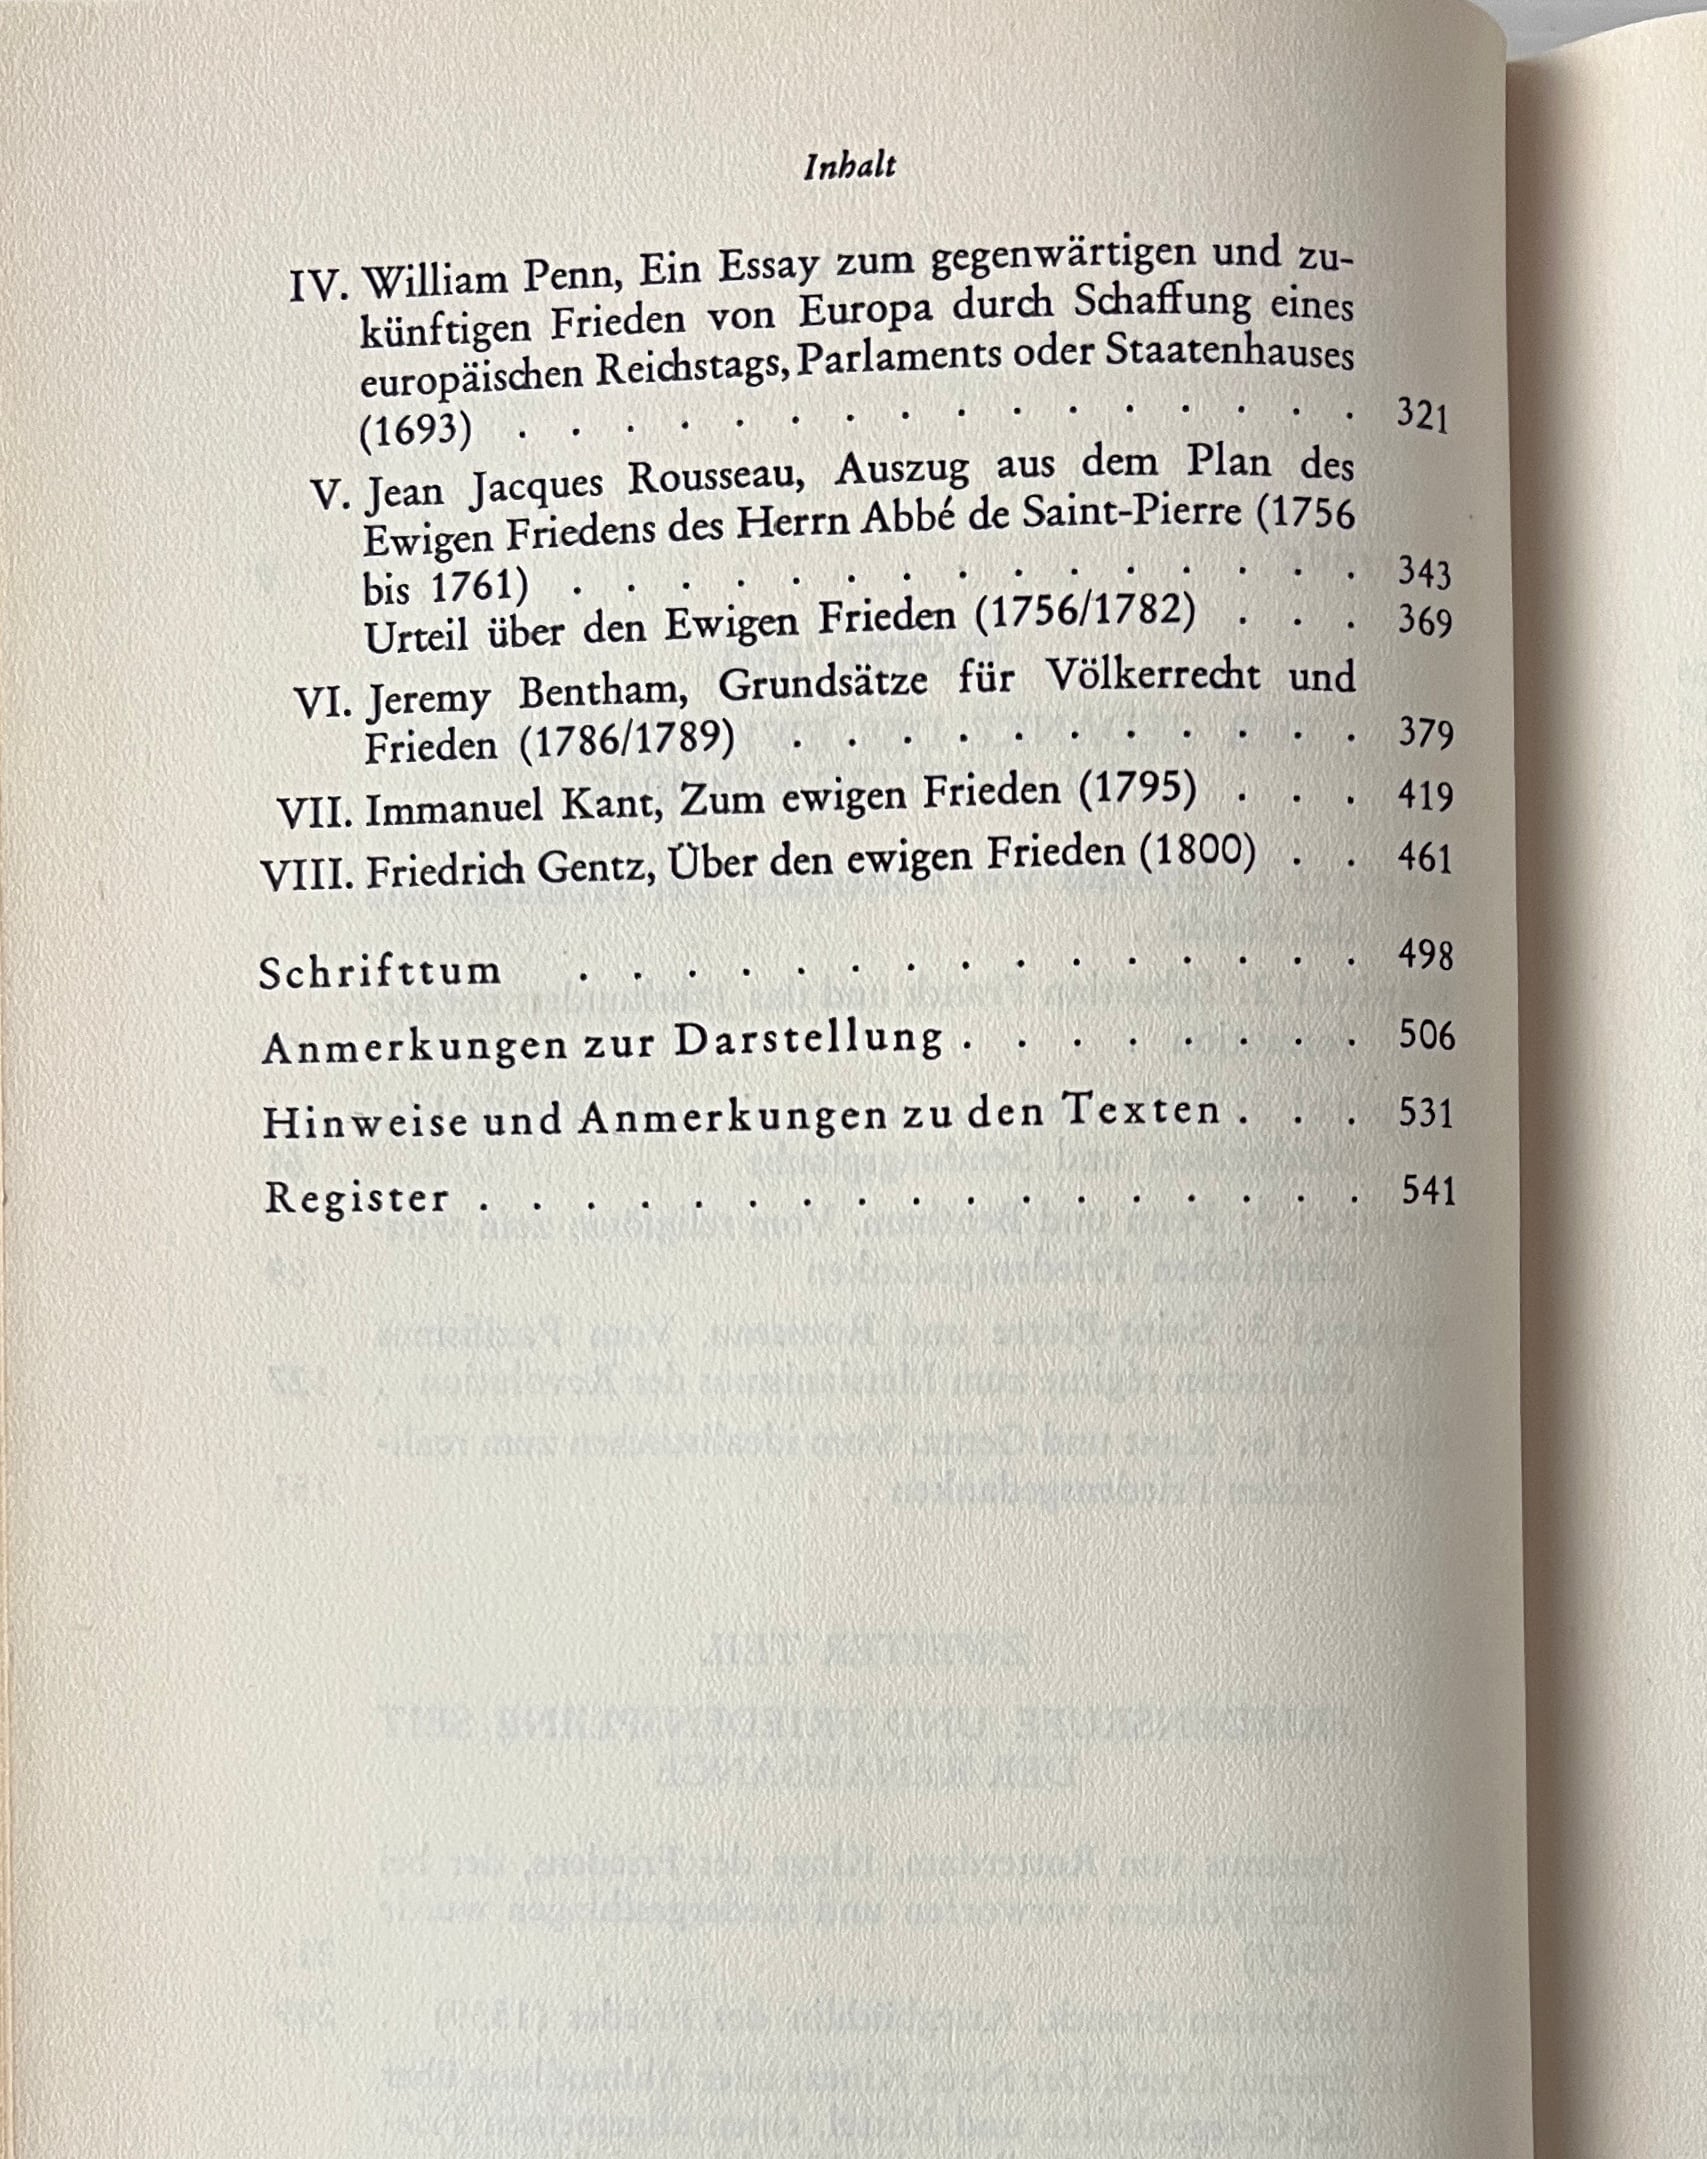 Inhalt
IV. William Penn, Ein Essay zum gegenwärtigen und zu-
künftigen Frieden von Europa durch Schaffung eines
europäischen Reichstags, Parlaments oder Staatenhauses
(1693) . . . . . . . . . . . . . . . . 321
V. Jean Jacques Rousseau, Auszug aus dem Plan des
Ewigen Friedens des Herrn Abbé de Saint-Pierre (1756
bis 1761) . . . . . . . . . . . . . . . 343
Urteil über den Ewigen Frieden (1756/1782) . . . 369
VI. Jeremy Bentham, Grundsätze für Völkerrecht und
Frieden (1786/1789) . . . . . . . . . . . 379
VII. Immanuel Kant, Zum ewigen Frieden (1795) . . . 419
VIII. Friedrich Gentz, Über den ewigen Frieden (1800) . . 461
Schrifttum . . . . . . . . . . . . . . . 498
Anmerkungen zur Darstellung . . . . . . . . 506
Hinweise und Anmerkungen zu den Texten . . . 531
Register . . . . . . . . . . . . . . . . . 541